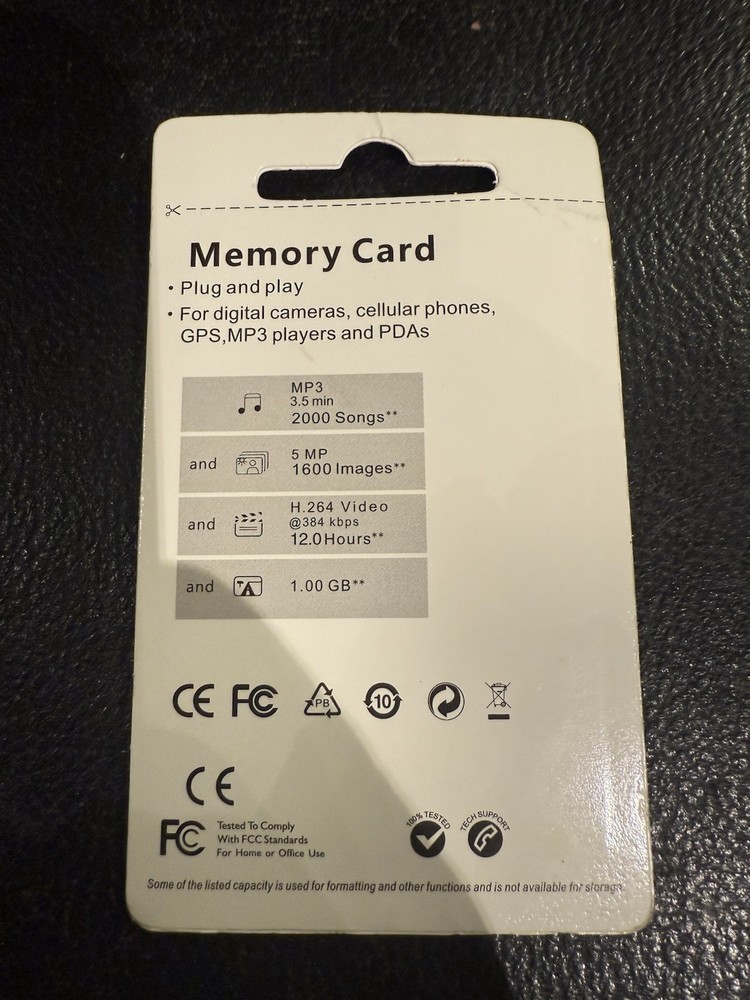 Memory Card
• Plug and play
• For digital cameras, cellular phones,
GPS,MP3 players and PDAs
MP3
3.5 min
2000 Songs**
and
5 MP
1600 Images**
and
H.264 Video
@384 kbps
12.0Hours**
and
1.00 GB**
CE FC PB 10
CE
FC
Tested To Comply
With FCC Standards
For Home or Office Use
100% TESTED
TECH SUPPORT
Some of the listed capacity is used for formatting and other functions and is not available for storage